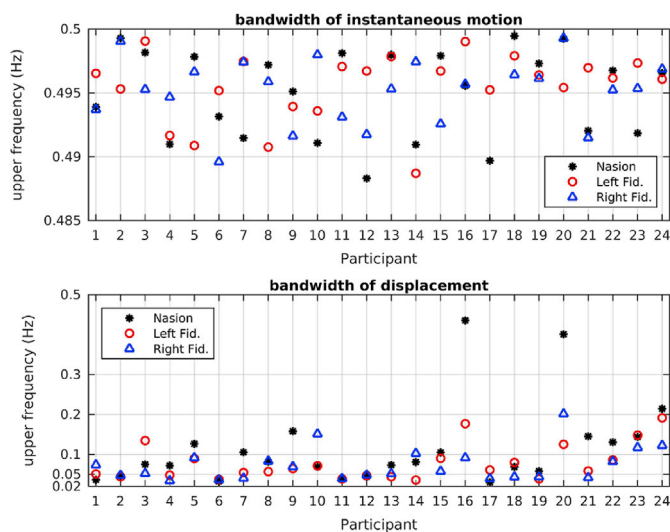 bandwidth of instantaneous motion
upper frequency (Hz)
0.5
0.495
0.49
0.485
Nasion
Left Fid.
Right Fid.
1 2 3 4 5 6 7 8 9 10 11 12 13 14 15 16 17 18 19 20 21 22 23 24
Participant
bandwidth of displacement
upper frequency (Hz)
0.5
0.3
0.2
0.1
0.05
0.02
Nasion
Left Fid.
Right Fid.
1 2 3 4 5 6 7 8 9 10 11 12 13 14 15 16 17 18 19 20 21 22 23 24
Participant